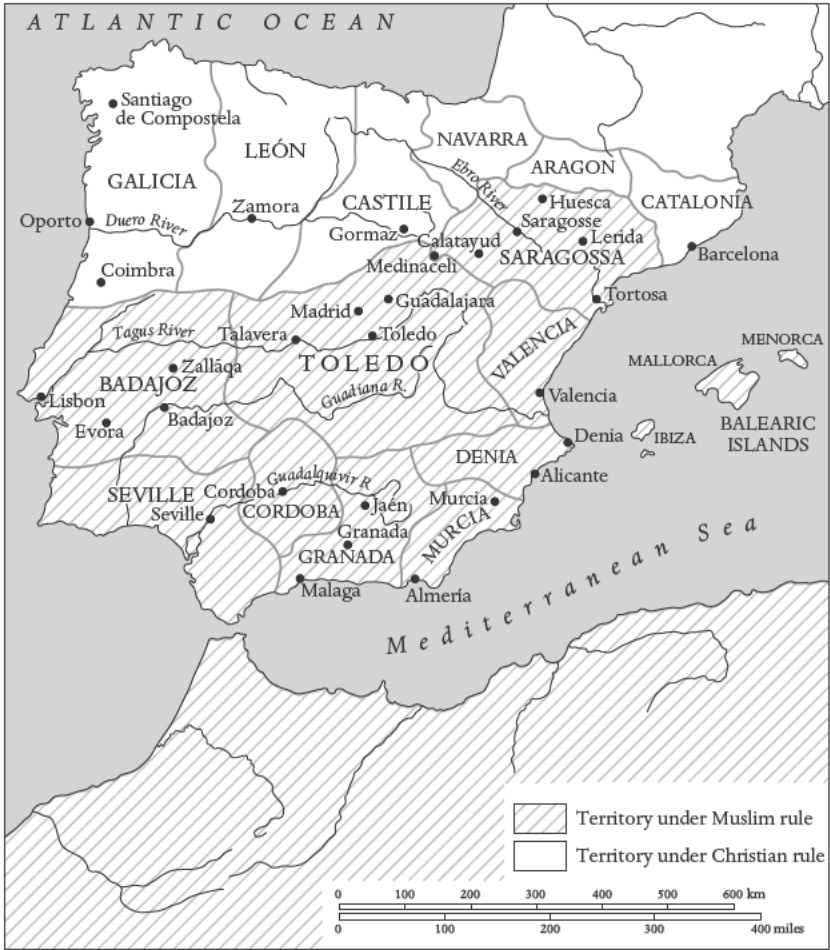 ATLANTIC OCEAN
Santiago
de Compostela
LEÓN
NAVARRA
ARAGON
GALICIA
Ebro River
CASTILE
Huesca
CATALONIA
Oporto
Duero River
Zamora
Saragosse
Gormaz
Calatayud
Lerida
SARAGOSSA
Barcelona
Medinaceli
Coimbra
Guadalajara
Tortosa
Madrid
Tagus River
Talavera
Toledo
VALENCIA
MENORCA
MALLORCA
Zallāqa
TOLEDO
BADAJOZ
Guadiana R.
Lisbon
Valencia
Badajoz
BALEARIC
ISLANDS
Evora
Denia
IBIZA
DENIA
Alicante
Guadalquivir R
SEVILLE
Cordoba
Murcia
Seville
CORDOBA
Jaén
MURCIA
Granada
GRANADA
Mediterranean Sea
Malaga
Almería
Territory under Muslim rule
Territory under Christian rule
0 100 200 300 400 500 600 km
0 100 200 300 400 miles